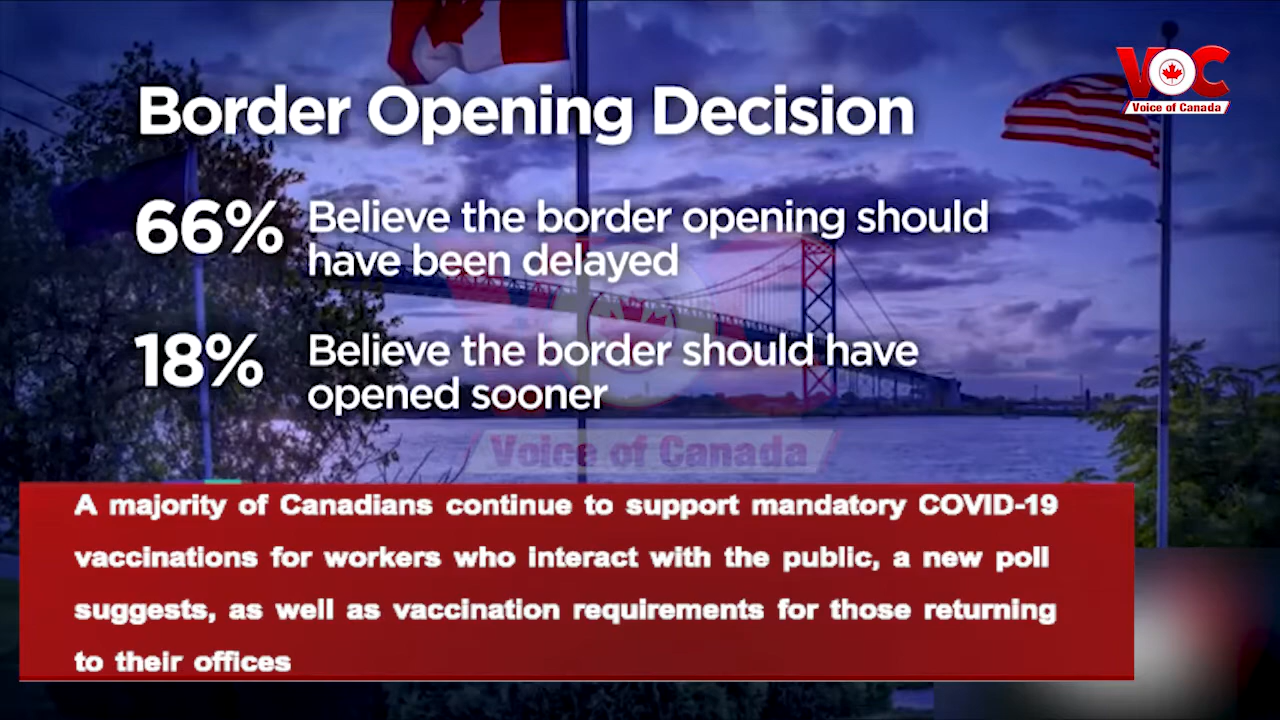 VOC
Voice of Canada
Border Opening Decision
66% Believe the border opening should
have been delayed
18% Believe the border should have
opened sooner
Voice of Canada
A majority of Canadians continue to support mandatory COVID-19
vaccinations for workers who interact with the public, a new poll
suggests, as well as vaccination requirements for those returning
to their offices